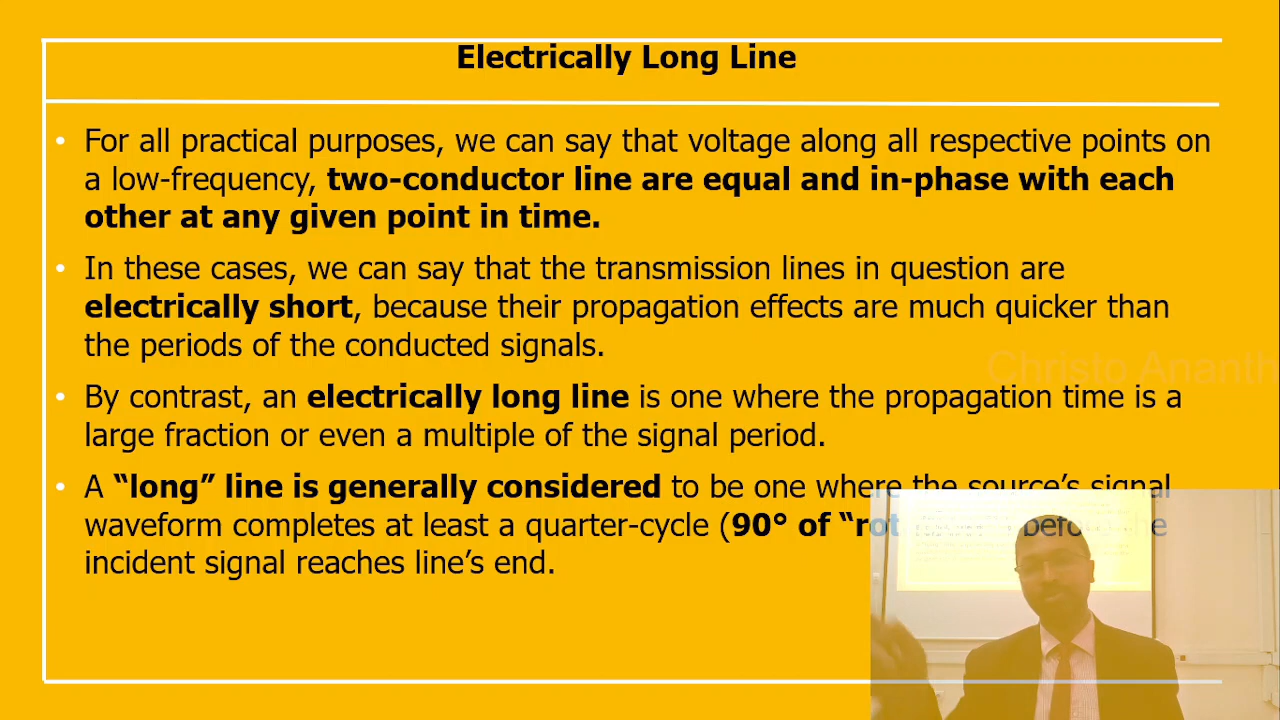 Electrically Long Line
• For all practical purposes, we can say that voltage along all respective points on
a low-frequency, two-conductor line are equal and in-phase with each
other at any given point in time.
• In these cases, we can say that the transmission lines in question are
electrically short, because their propagation effects are much quicker than
the periods of the conducted signals.
Christo Ananth
• By contrast, an electrically long line is one where the propagation time is a
large fraction or even a multiple of the signal period.
• A “long” line is generally considered to be one where the source’s signal
waveform completes at least a quarter-cycle (90° of “rot before the
incident signal reaches line’s end.